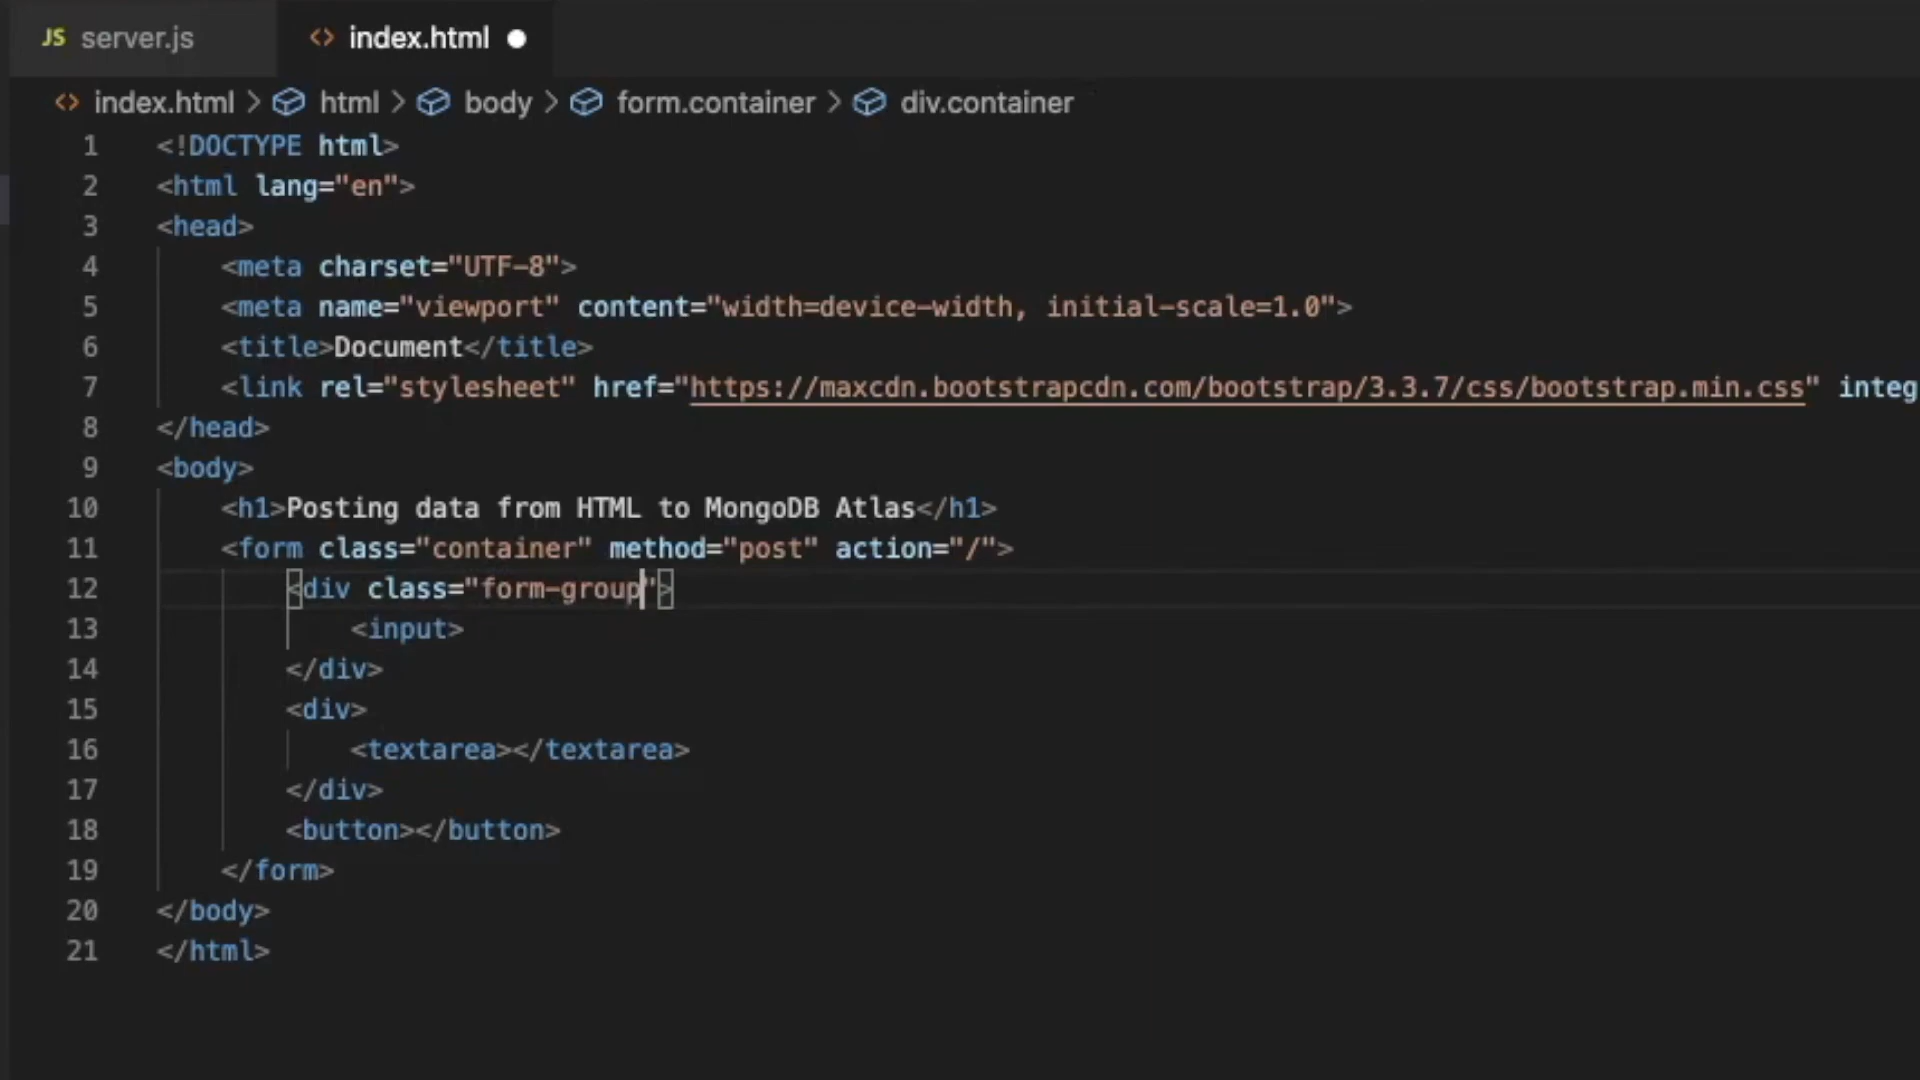 JS server.js <> index.html
<> index.html > html > body > form.container > div.container
1 <!DOCTYPE html>
2 <html lang="en">
3 <head>
4 <meta charset="UTF-8">
5 <meta name="viewport" content="width=device-width, initial-scale=1.0">
6 <title>Document</title>
7 <link rel="stylesheet" href="https://maxcdn.bootstrapcdn.com/bootstrap/3.3.7/css/bootstrap.min.css" integ
8 </head>
9 <body>
10 <h1>Posting data from HTML to MongoDB Atlas</h1>
11 <form class="container" method="post" action="/">
12 <div class="form-group">
13 <input>
14 </div>
15 <div>
16 <textarea></textarea>
17 </div>
18 <button></button>
19 </form>
20 </body>
21 </html>